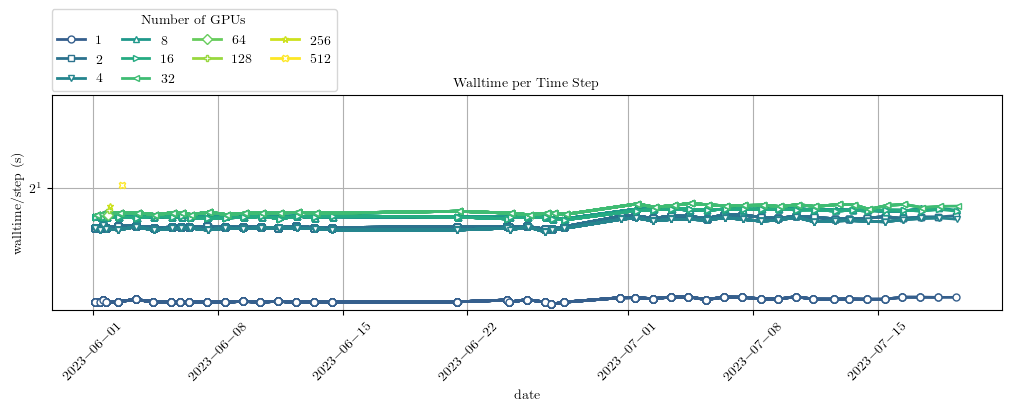 Number of GPUs
1 8 64 256
2 16 128 512
4 32
Walltime per Time Step
walltime/step (s)
2¹
2023−06−01 2023−06−08 2023−06−15 2023−06−22 2023−07−01 2023−07−08 2023−07−15
date